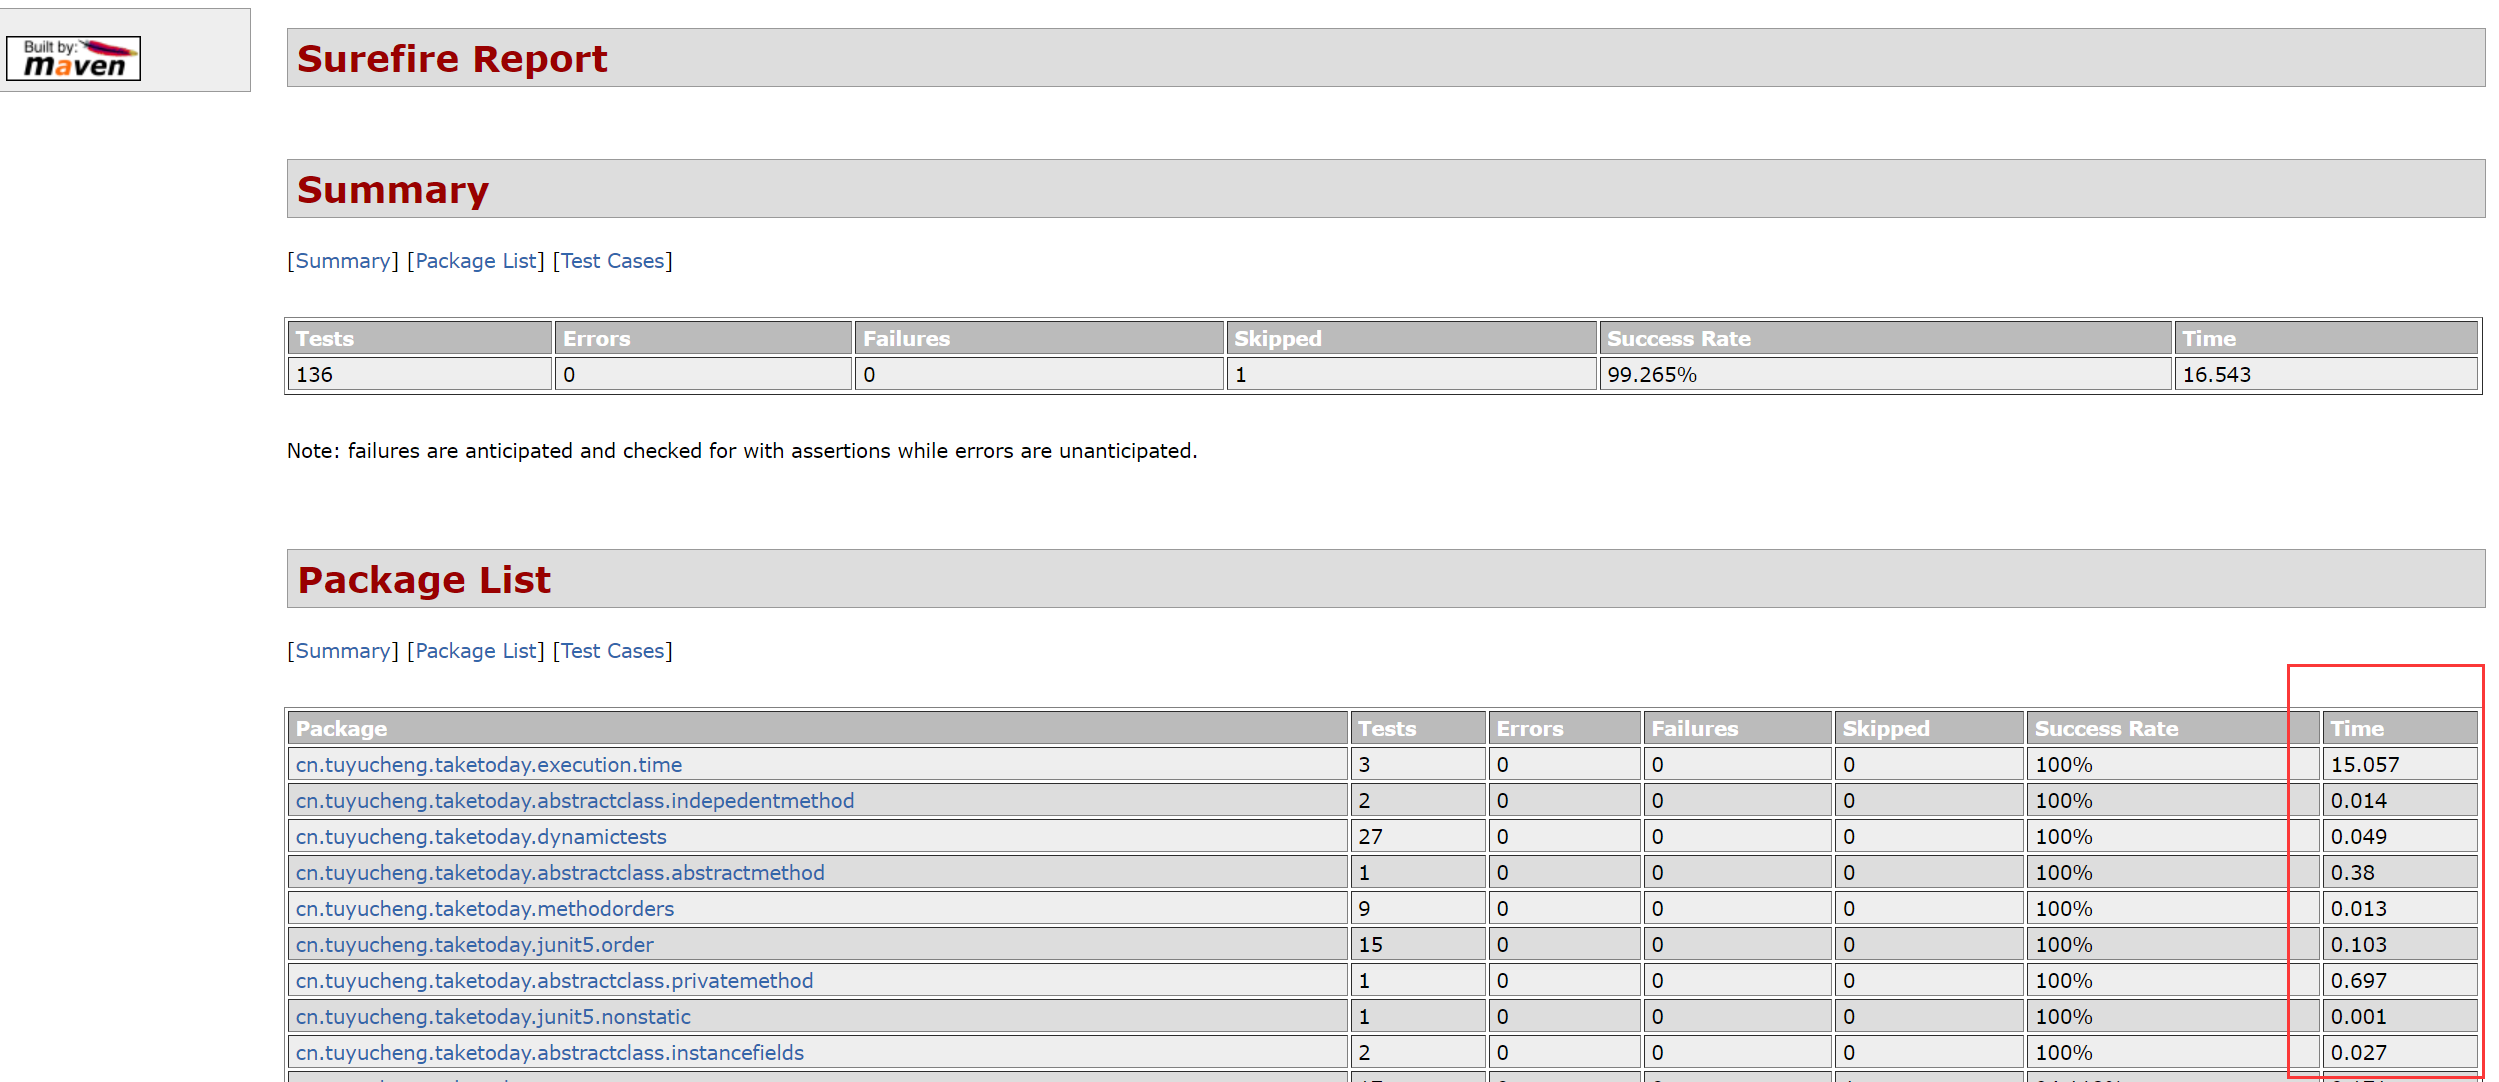 Built by:
maven
Surefire Report
Summary
[Summary] [Package List] [Test Cases]
Tests Errors Failures Skipped Success Rate Time
136 0 0 1 99.265% 16.543
Note: failures are anticipated and checked for with assertions while errors are unanticipated.
Package List
[Summary] [Package List] [Test Cases]
Package Tests Errors Failures Skipped Success Rate Time
cn.tuyucheng.taketoday.execution.time 3 0 0 0 100% 15.057
cn.tuyucheng.taketoday.abstractclass.indepedentmethod 2 0 0 0 100% 0.014
cn.tuyucheng.taketoday.dynamictests 27 0 0 0 100% 0.049
cn.tuyucheng.taketoday.abstractclass.abstractmethod 1 0 0 0 100% 0.38
cn.tuyucheng.taketoday.methodorders 9 0 0 0 100% 0.013
cn.tuyucheng.taketoday.junit5.order 15 0 0 0 100% 0.103
cn.tuyucheng.taketoday.abstractclass.privatemethod 1 0 0 0 100% 0.697
cn.tuyucheng.taketoday.junit5.nonstatic 1 0 0 0 100% 0.001
cn.tuyucheng.taketoday.abstractclass.instancefields 2 0 0 0 100% 0.027